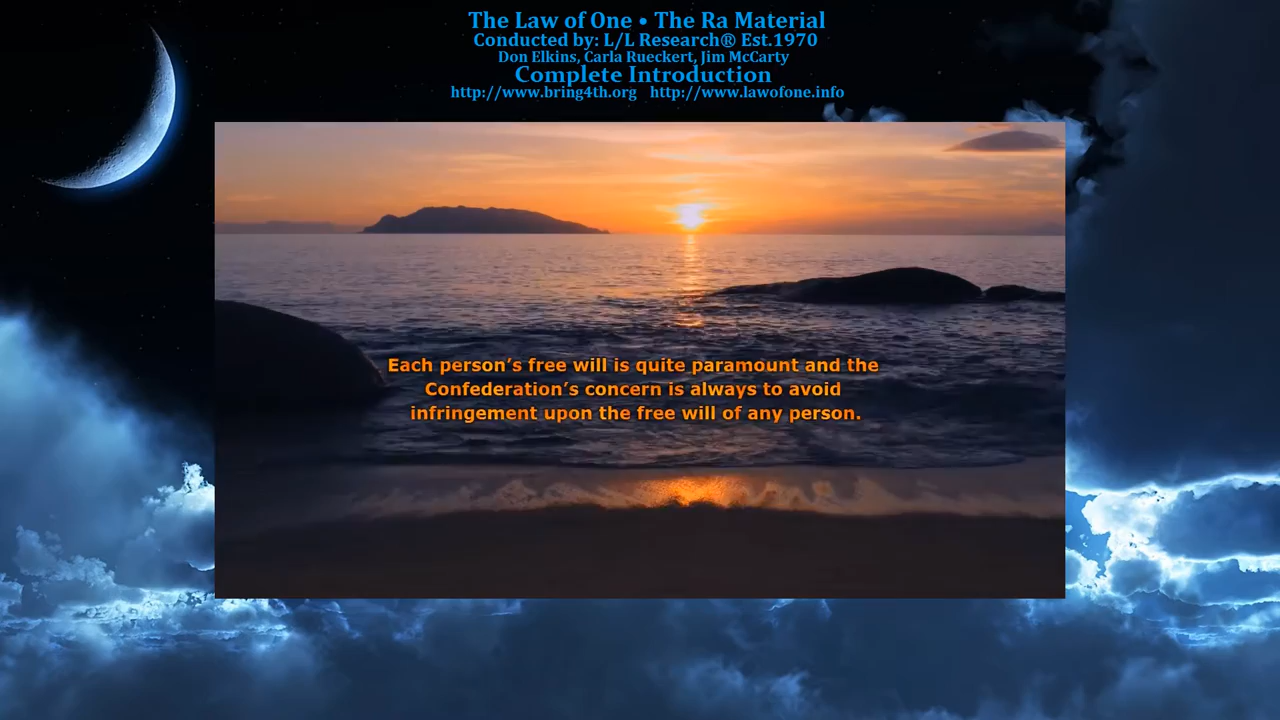 The Law of One • The Ra Material
Conducted by: L/L Research® Est.1970
Don Elkins, Carla Rueckert, Jim McCarty
Complete Introduction
http://www.bring4th.org http://www.lawofone.info
Each person’s free will is quite paramount and the
Confederation’s concern is always to avoid
infringement upon the free will of any person.